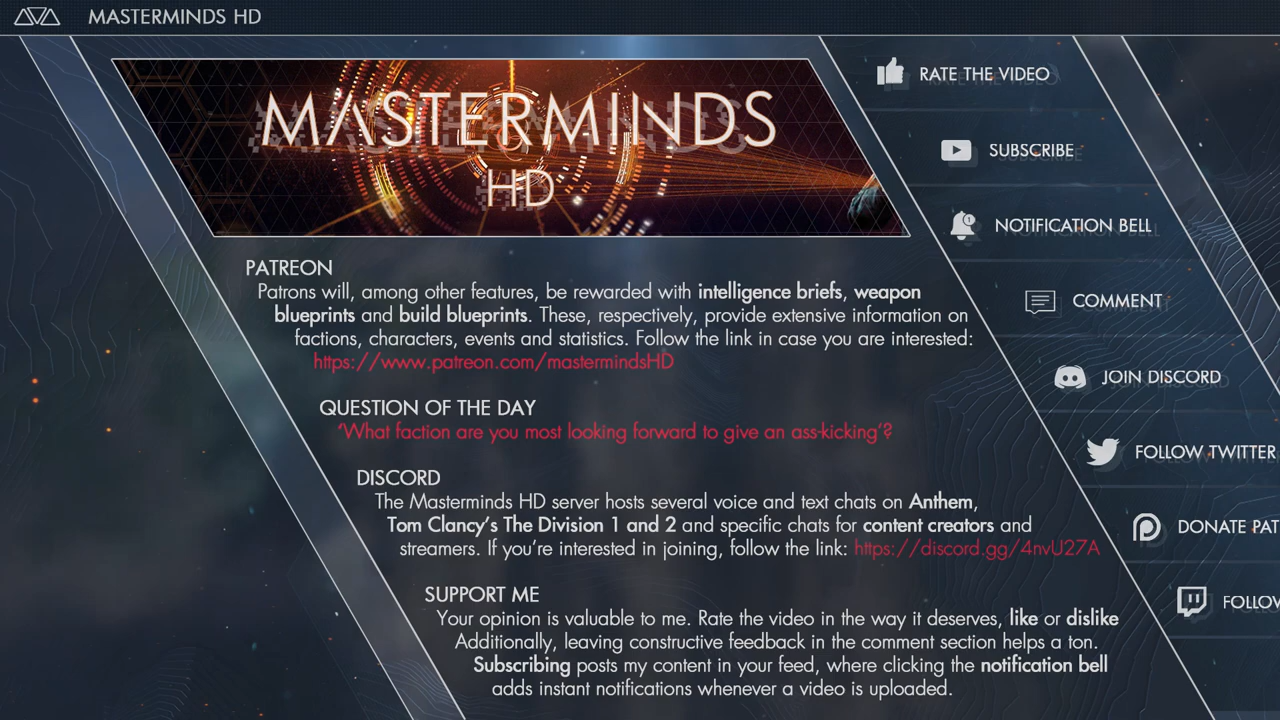 MASTERMINDS HD
MASTERMINDS
HD
RATE THE VIDEO
SUBSCRIBE
NOTIFICATION BELL
COMMENT
JOIN DISCORD
FOLLOW TWITTER
DONATE PAT
FOLLOW
PATREON
Patrons will, among other features, be rewarded with intelligence briefs, weapon
blueprints and build blueprints. These, respectively, provide extensive information on
factions, characters, events and statistics. Follow the link in case you are interested:
https://www.patreon.com/mastermindsHD
QUESTION OF THE DAY
'What faction are you most looking forward to give an ass-kicking'?
DISCORD
The Masterminds HD server hosts several voice and text chats on Anthem,
Tom Clancy's The Division 1 and 2 and specific chats for content creators and
streamers. If you're interested in joining, follow the link: https://discord.gg/4nvU27A
SUPPORT ME
Your opinion is valuable to me. Rate the video in the way it deserves, like or dislike
Additionally, leaving constructive feedback in the comment section helps a ton.
Subscribing posts my content in your feed, where clicking the notification bell
adds instant notifications whenever a video is uploaded.